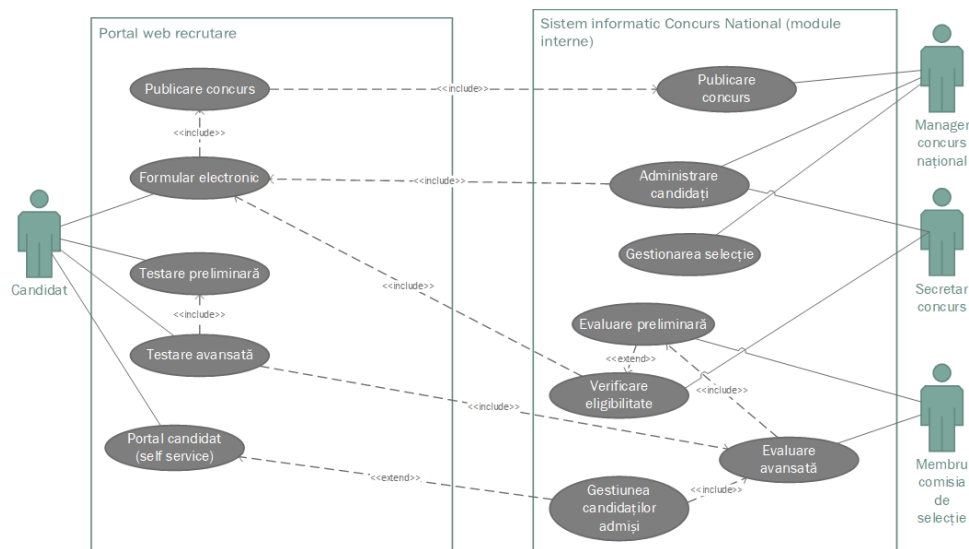 Portal web recrutare
Sistem informatic Concurs National (module
interne)
Publicare concurs
<<include>>
Publicare
concurs
Manager
concurs
național
<<include>>
Formular electronic
<<include>>
Administrare
candidați
Candidat
Gestionarea selecție
Secretar
concurs
Testare preliminară
<<include>>
<<include>>
Evaluare preliminară
Testare avansată
<<extend>>
Verificare
eligibilitate
<<include>>
<<include>>
Portal candidat
(self service)
Evaluare
avansată
Membru
comisia
de
selecție
<<extend>>
Gestiunea
candidaților
admiși
<<include>>